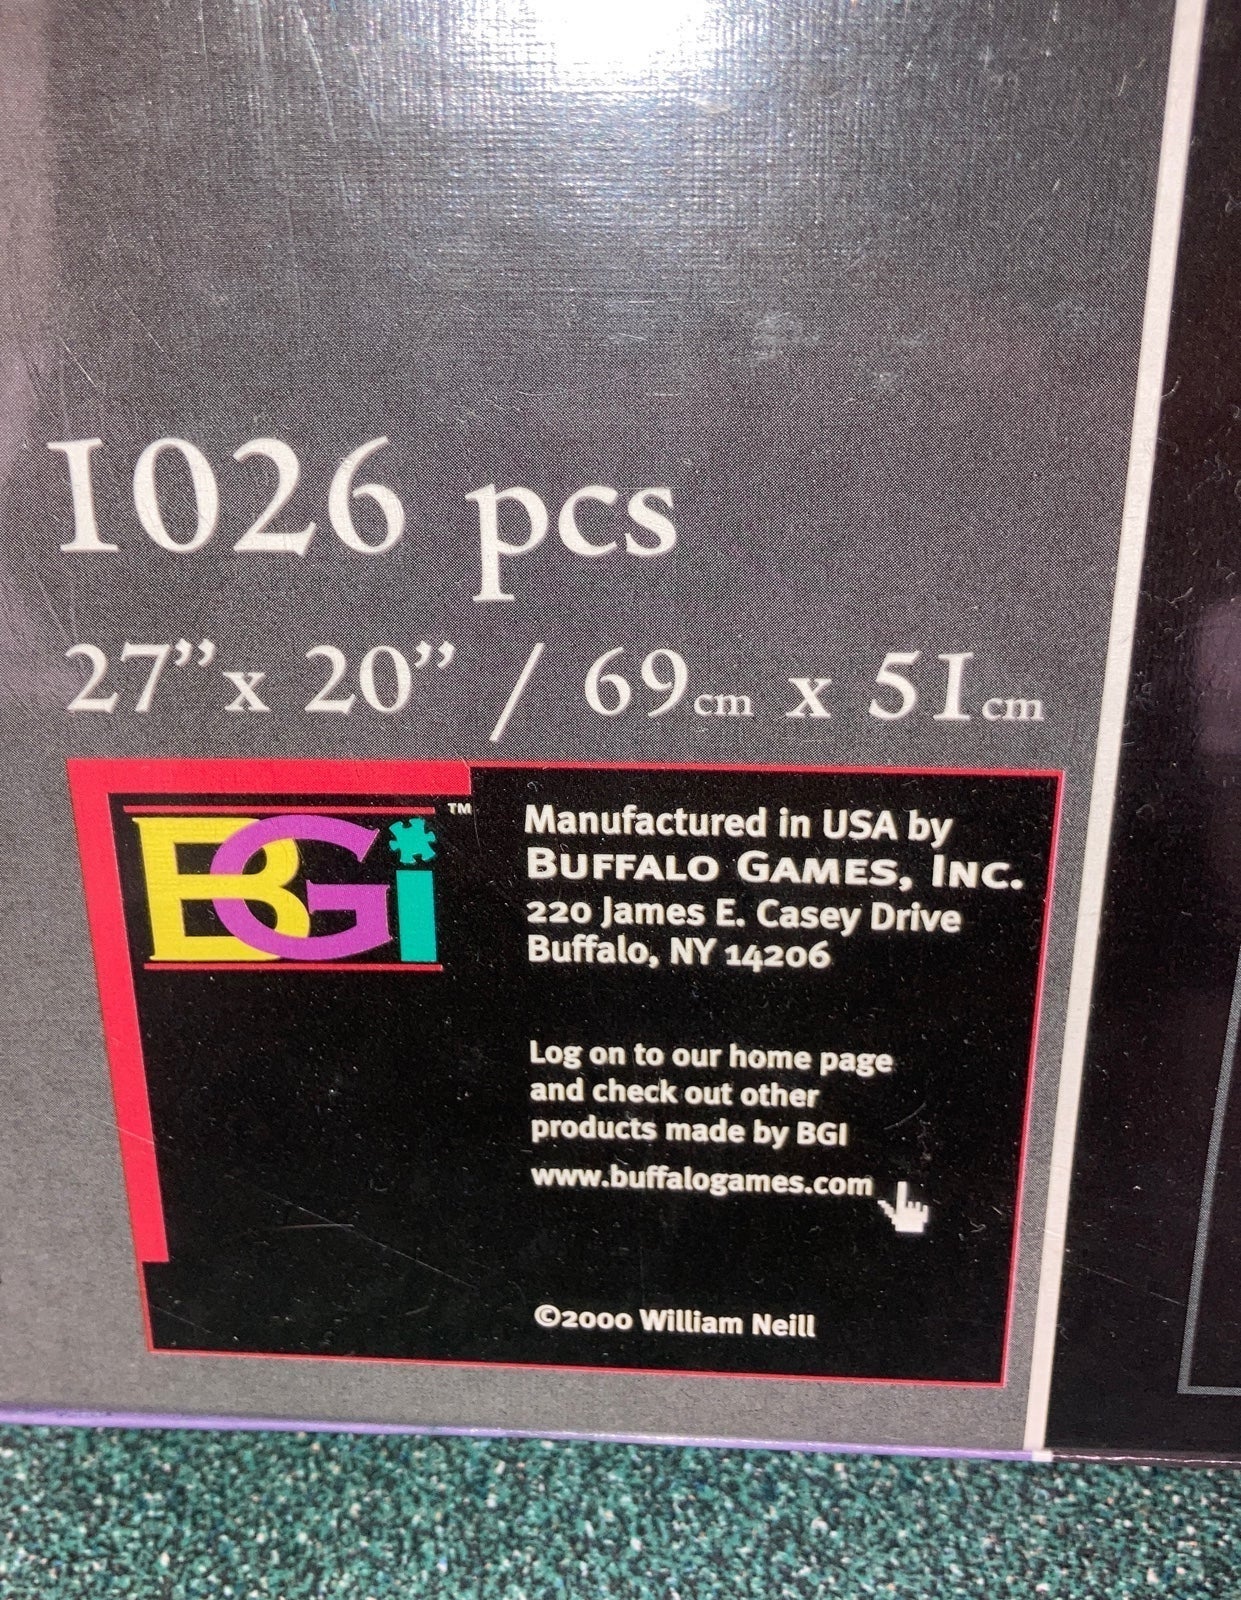 1026 pcs
27” x 20” / 69cm x 51cm
BGi™
Manufactured in USA by
BUFFALO GAMES, INC.
220 James E. Casey Drive
Buffalo, NY 14206
Log on to our home page
and check out other
products made by BGI
www.buffalogames.com
©2000 William Neill